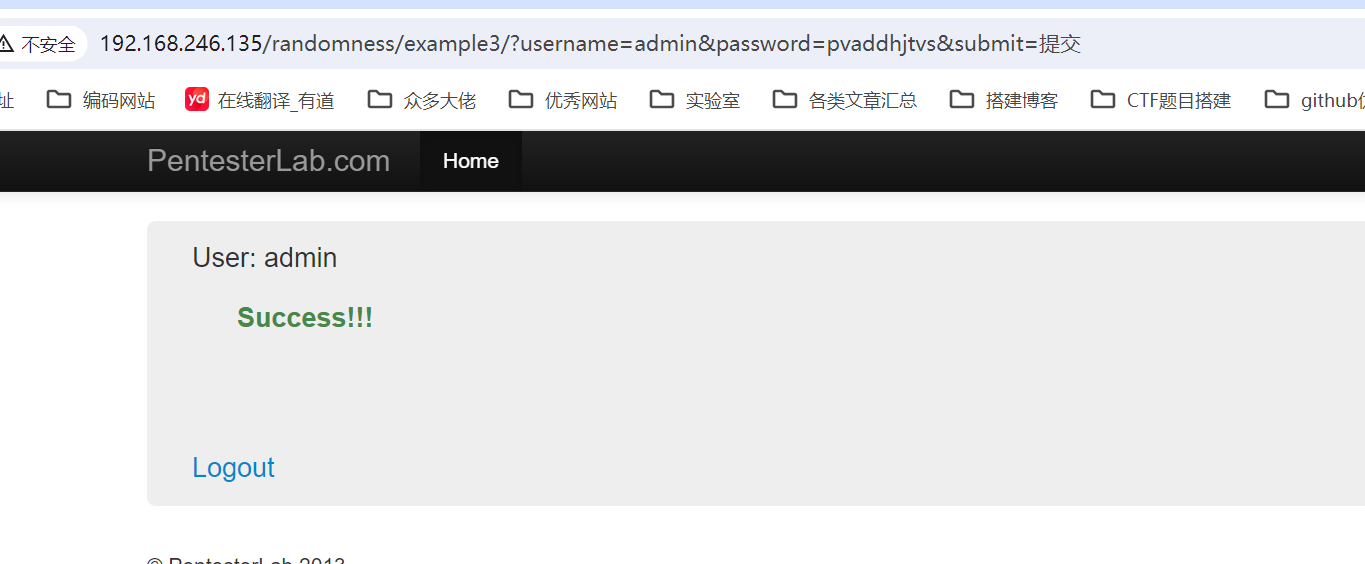 不安全 192.168.246.135/randomness/example3/?username=admin&password=pvaddhjtvs&submit=提交
址 编码网站 yd 在线翻译_有道 众多大佬 优秀网站 实验室 各类文章汇总 搭建博客 CTF题目搭建 github
PentesterLab.com Home
User: admin
Success!!!
Logout
© PentesterLab 2013